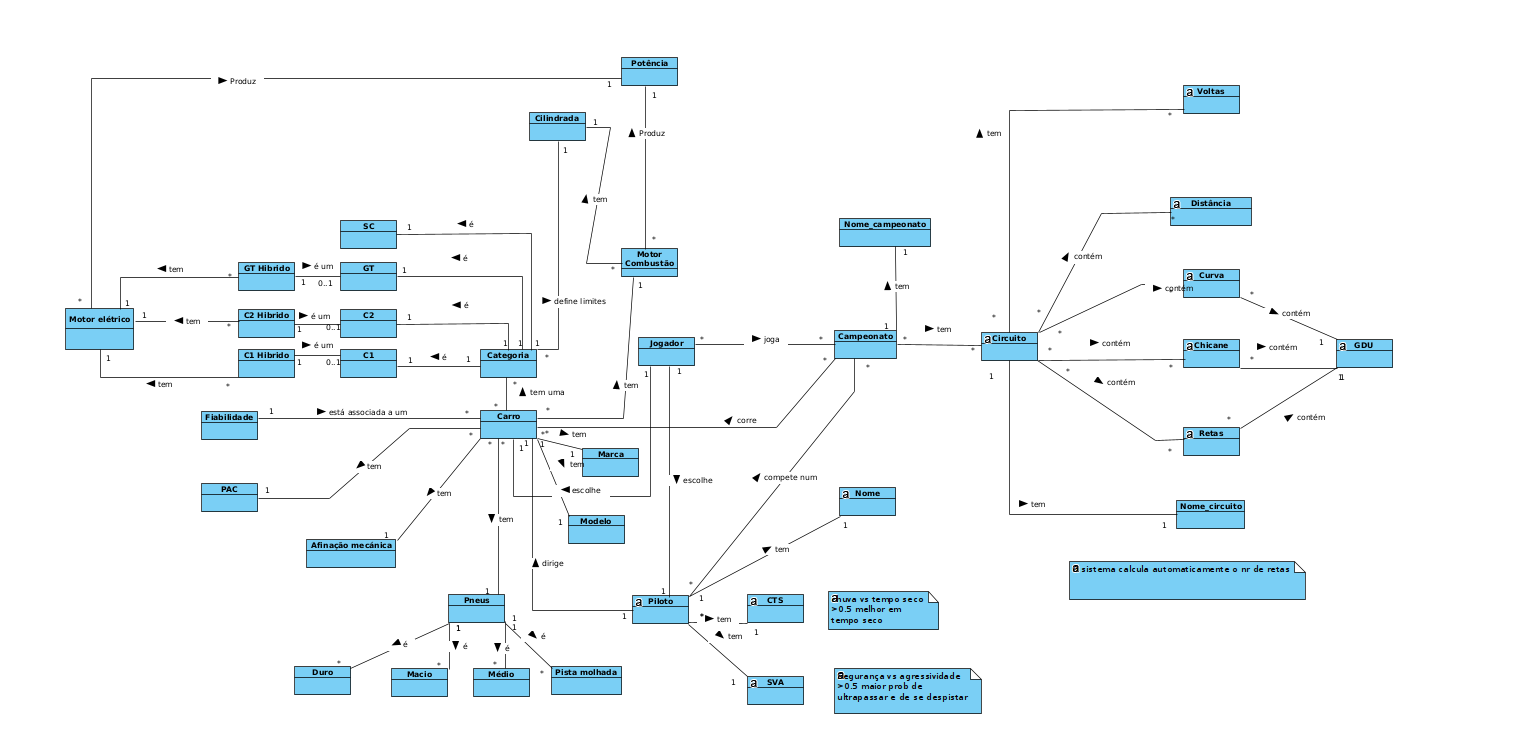 Potência
1
Produz
1
a Voltas
*
Cilindrada
1
1
Produz
tem
tem
a Distância
*
SC
1
é
Nome_campeonato
1
*
Motor
Combustão
*
1
contém
é
GT Hibrido
é um
GT
1
tem
*
1
0..1
a Curva
contém
*
tem
1
define limites
é
*
*
Motor elétrico
*
1
1
C2 Hibrido
é um
C2
1
tem
*
1
0..1
contém
1
tem
*
a Circuito
*
*
Campeonato
*
*
*
joga
*
Jogador
1
1
1
1
1
Categoria
*
*
1
é
C1
0..1
é um
C1 Hibrido
1
*
tem
1
contém
a Chicane
*
contém
*
1
GDU
11
*
contém
1
tem
tem uma
*
Carro
*
*
Fiabilidade
1
está associada a um
*
corre
contém
*
a Retas
*
*
* *
1
1
**
tem
1
Marca
tem
tem
PAC
1
tem
escolhe
escolhe
compete num
a Nome
1
tem
Nome_circuito
1
Modelo
1
tem
1
Afinação mecánica
tem
dirige
a sistema calcula automaticamente o nr de retas
Pneus
1
1
1
1
1
a Piloto
1
*
1
*
tem
a CTS
1
achuva vs tempo seco
>0.5 melhor em
tempo seco
é
é
é
é
tem
Duro
*
Macio
*
Médio
*
Pista molhada
*
a SVA
1
aSegurança vs agressividade
>0.5 maior prob de
ultrapassar e de se despistar